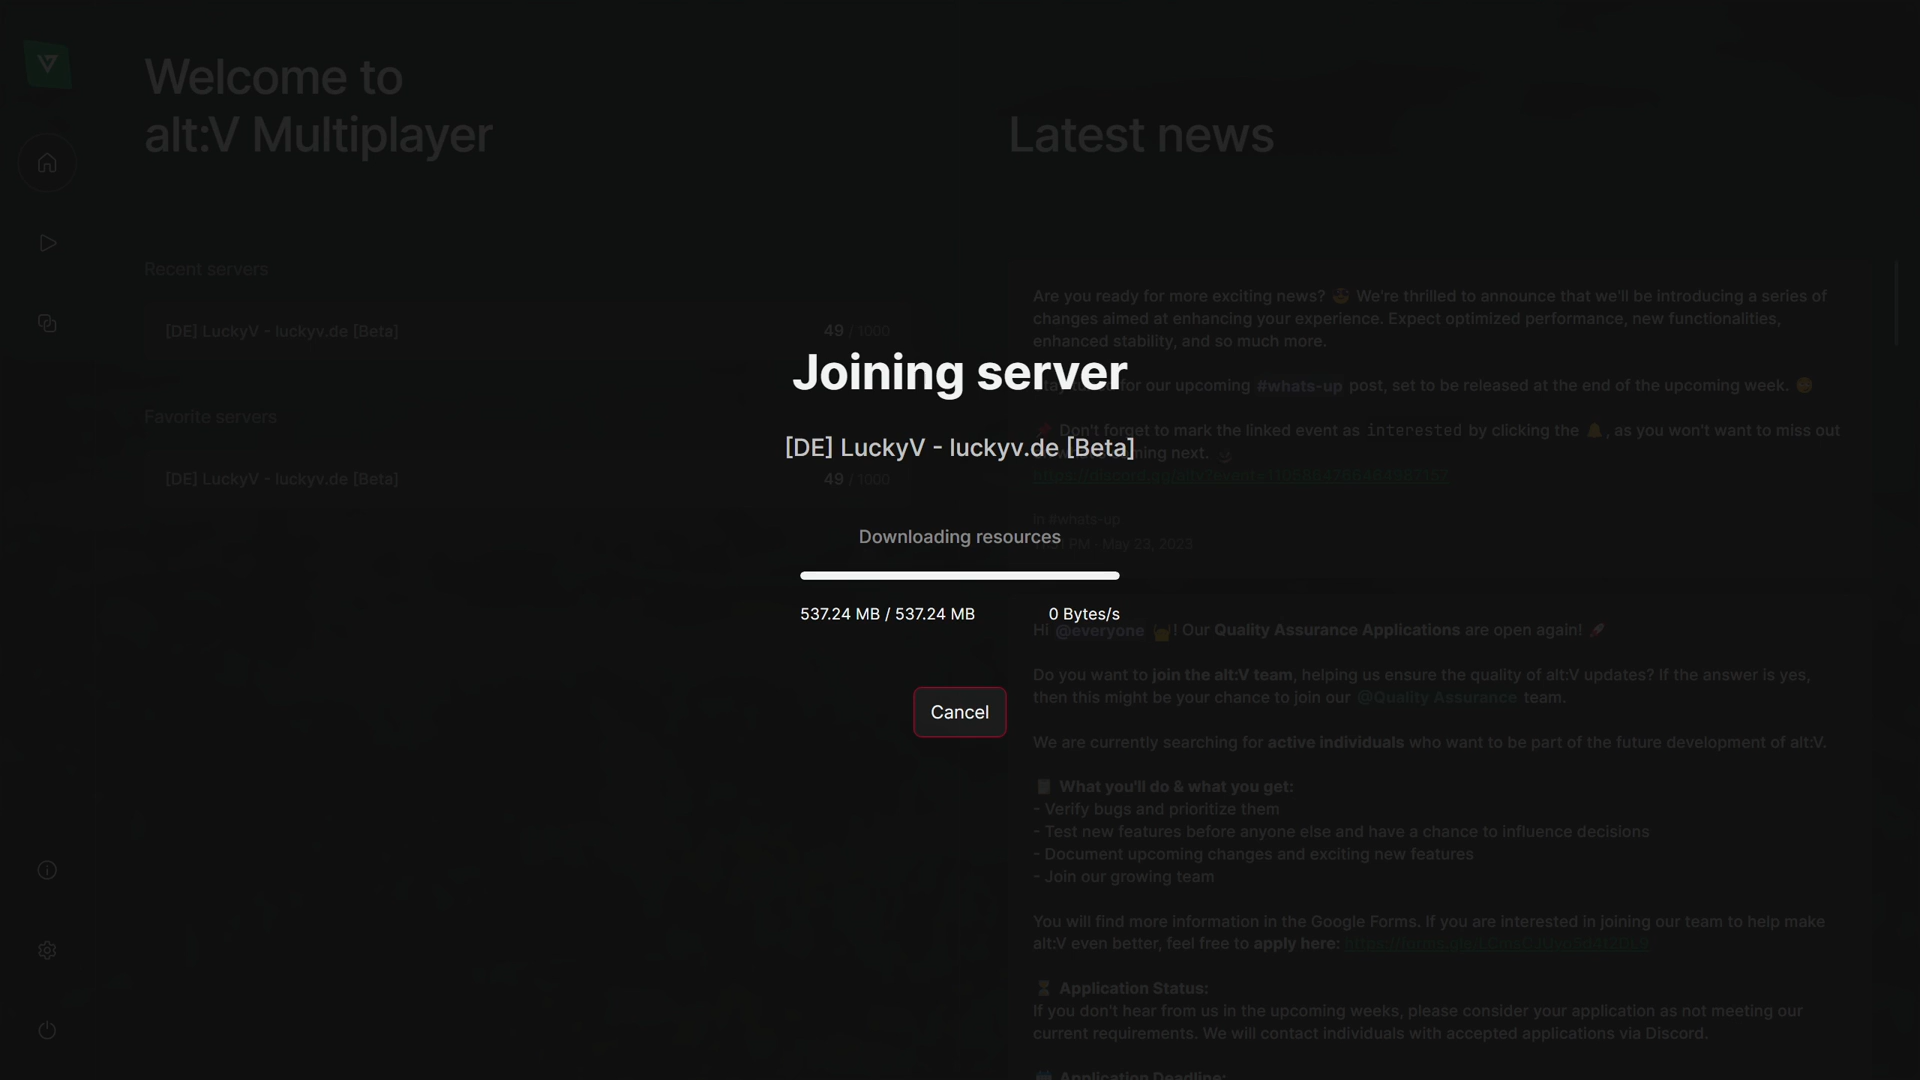 Welcome to
alt:V Multiplayer
Latest news
Recent servers
[DE] LuckyV - luckyv.de [Beta]
49 / 1000
Favorite servers
[DE] LuckyV - luckyv.de [Beta]
49 / 1000
Joining server
[DE] LuckyV - luckyv.de [Beta]
Downloading resources
537.24 MB / 537.24 MB
0 Bytes/s
Cancel
Are you ready for more exciting news? We're thrilled to announce that we'll be introducing a series of
changes aimed at enhancing your experience. Expect optimized performance, new functionalities,
enhanced stability, and so much more.
for our upcoming #whats-up post, set to be released at the end of the upcoming week.
Don't forget to mark the linked event as interested by clicking the 🔔, as you won't want to miss out
next.
in #whats-up
PM - May 23, 2023
Hi @everyone ! Our Quality Assurance Applications are open again! 🚀
Do you want to join the alt:V team, helping us ensure the quality of alt:V updates? If the answer is yes,
then this might be your chance to join our @Quality Assurance team.
We are currently searching for active individuals who want to be part of the future development of alt:V.
What you'll do & what you get:
- Verify bugs and prioritize them
- Test new features before anyone else and have a chance to influence decisions
- Document upcoming changes and exciting new features
- Join our growing team
You will find more information in the Google Forms. If you are interested in joining our team to help make
alt:V even better, feel free to apply here:
Application Status:
If you don't hear from us in the upcoming weeks, please consider your application as not meeting our
current requirements. We will contact individuals with accepted applications via Discord.
Application Deadline: